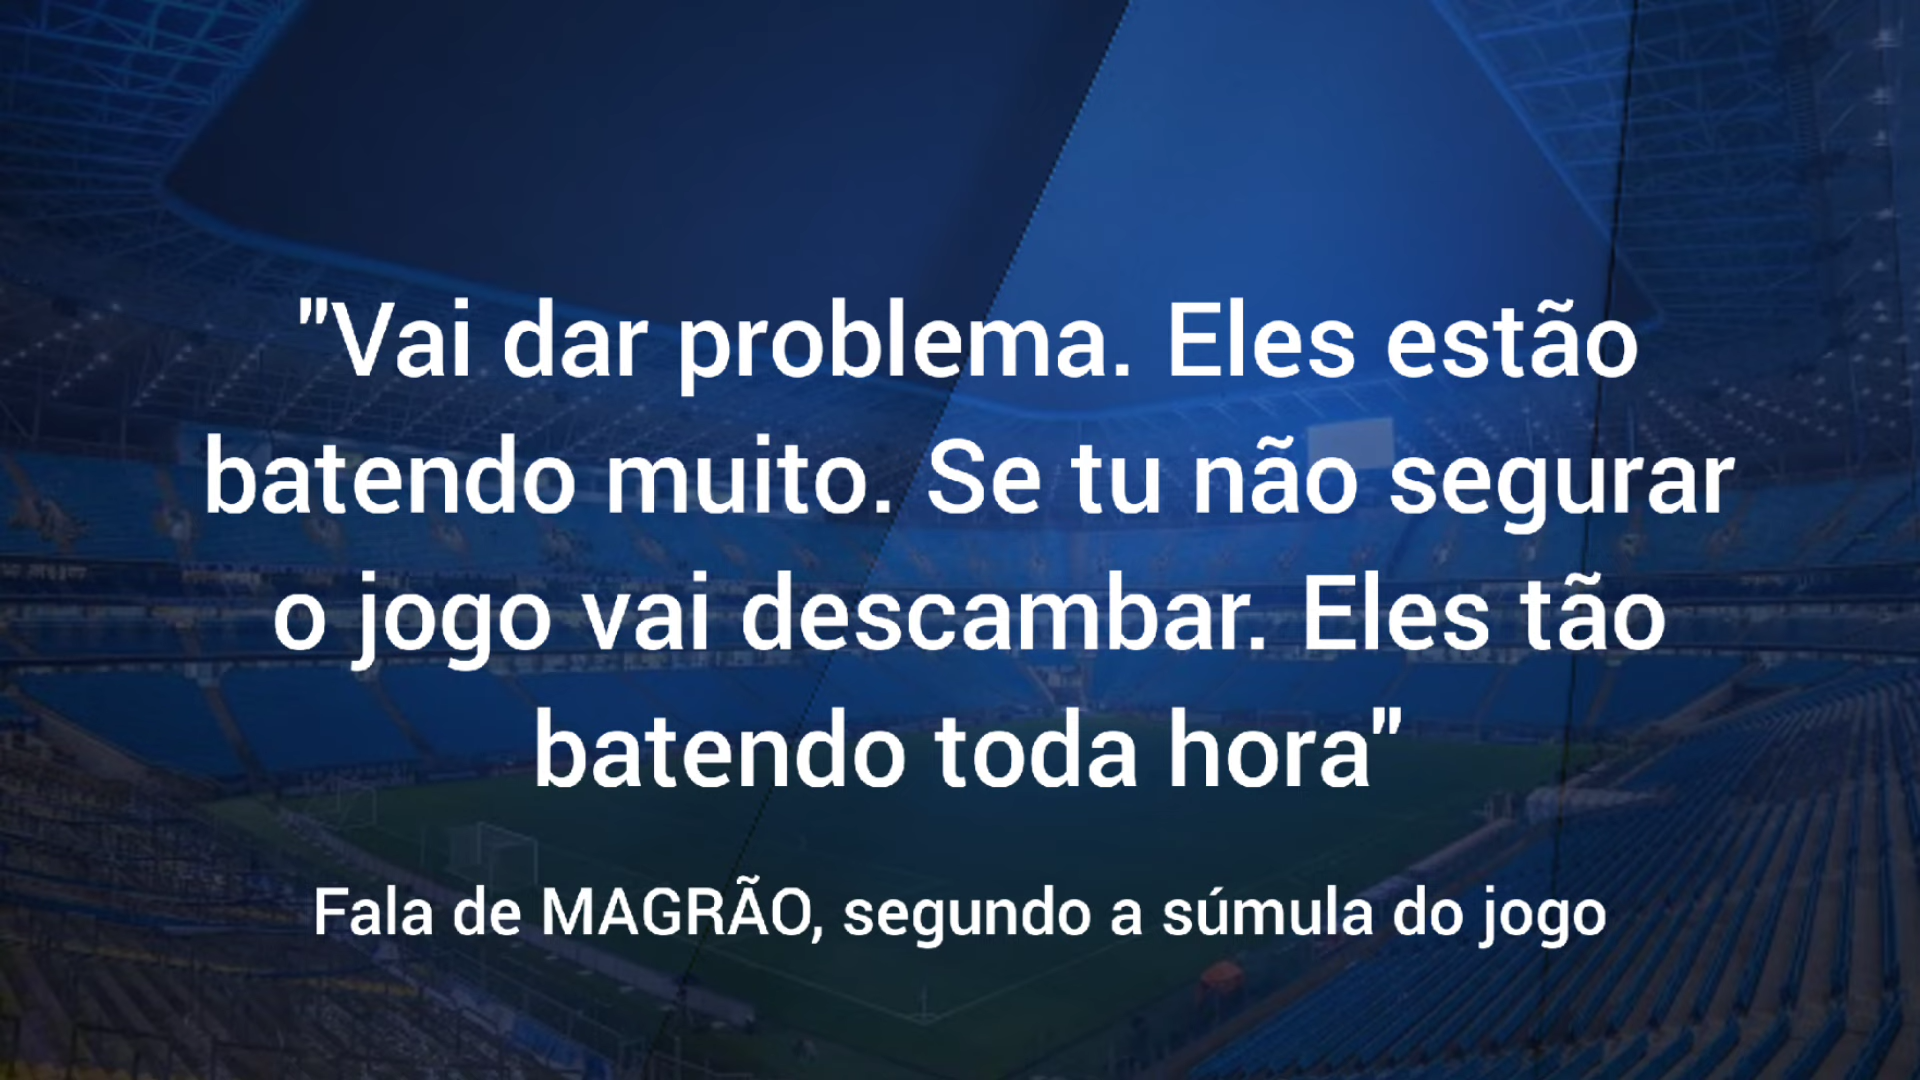 "Vai dar problema. Eles estão
batendo muito. Se tu não segurar
o jogo vai descambar. Eles tão
batendo toda hora"
Fala de MAGRÃO, segundo a súmula do jogo